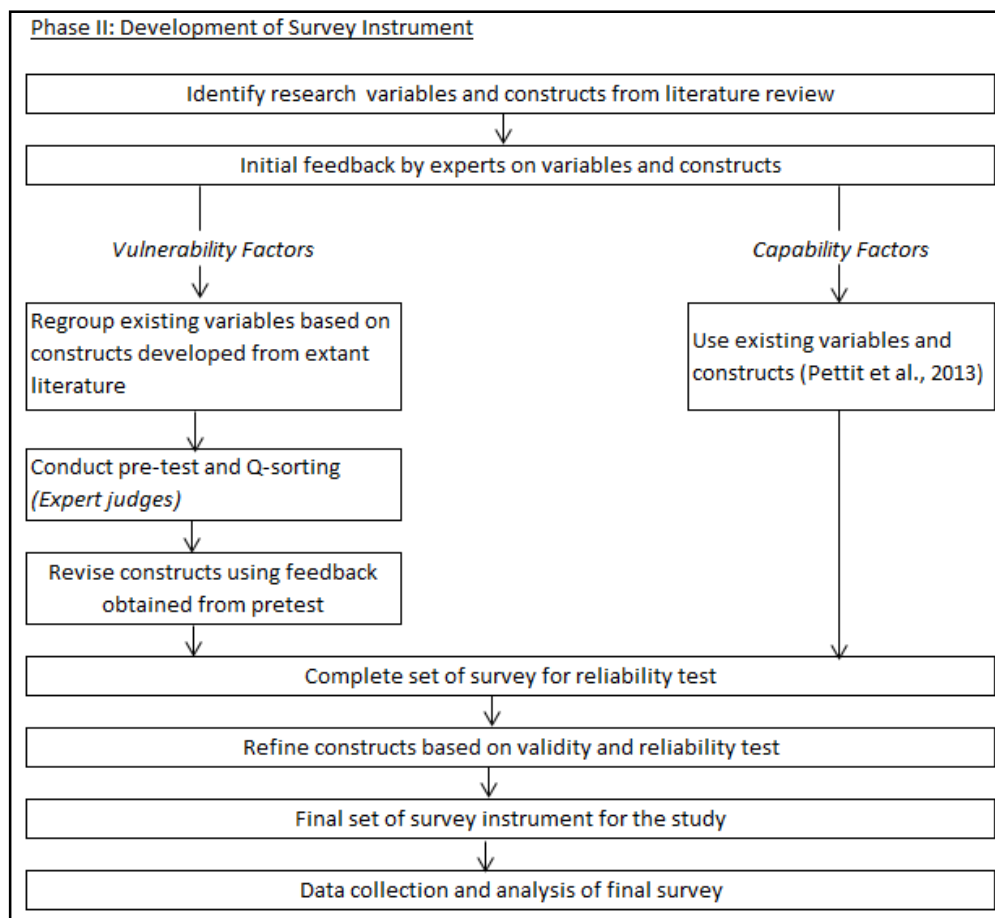 Phase II: Development of Survey Instrument
Identify research variables and constructs from literature review
Initial feedback by experts on variables and constructs
Vulnerability Factors
Capability Factors
Regroup existing variables based on
constructs developed from extant
literature
Use existing variables and
constructs (Pettit et al., 2013)
Conduct pre-test and Q-sorting
(Expert judges)
Revise constructs using feedback
obtained from pretest
Complete set of survey for reliability test
Refine constructs based on validity and reliability test
Final set of survey instrument for the study
Data collection and analysis of final survey